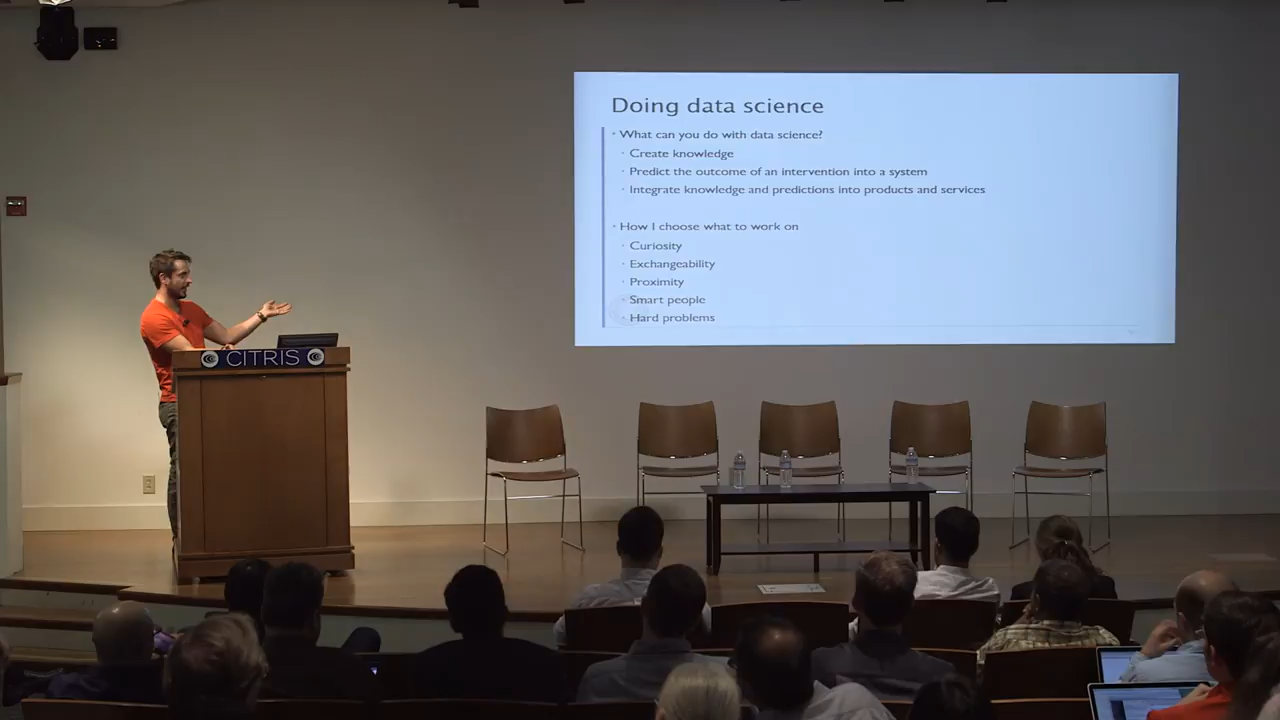 Doing data science
What can you do with data science?
Create knowledge
Predict the outcome of an intervention into a system
Integrate knowledge and predictions into products and services
How I choose what to work on
Curiosity
Exchangeability
Proximity
Smart people
Hard problems
CITRIS